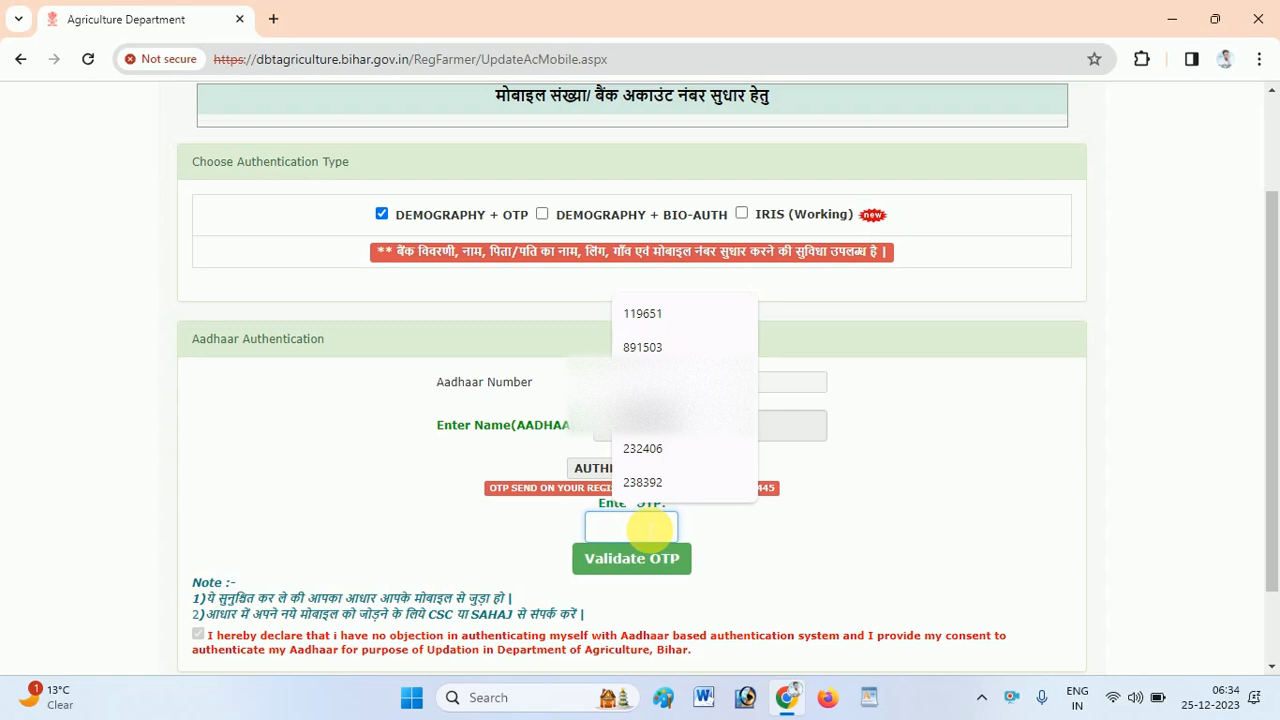 Agriculture Department
Not secure
https://dbtagriculture.bihar.gov.in/RegFarmer/UpdateAcMobile.aspx
मोबाइल संख्या/ बैंक अकाउंट नंबर सुधार हेतु
Choose Authentication Type
DEMOGRAPHY + OTP DEMOGRAPHY + BIO-AUTH IRIS (Working) new
** बैंक विवरणी, नाम, पिता/पति का नाम, लिंग, गाँव एवं मोबाइल नंबर सुधार करने की सुविधा उपलब्ध है |
119651
Aadhaar Authentication
891503
Aadhaar Number
Enter Name(AADHAA
232406
AUTH
238392
OTP SEND ON YOUR REGI 445
Ente OTP:
Validate OTP
Note :-
1)ये सुनुश्चित कर ले की आपका आधार आपके मोबाइल से जुड़ा हो |
2)आधार में अपने नये मोबाइल को जोड़ने के लिये CSC या SAHAJ से संपर्क करें |
I hereby declare that i have no objection in authenticating myself with Aadhaar based authentication system and I provide my consent to
authenticate my Aadhaar for purpose of Updation in Department of Agriculture, Bihar.
1
13°C
Clear
Search
ENG
IN
06:34
25-12-2023